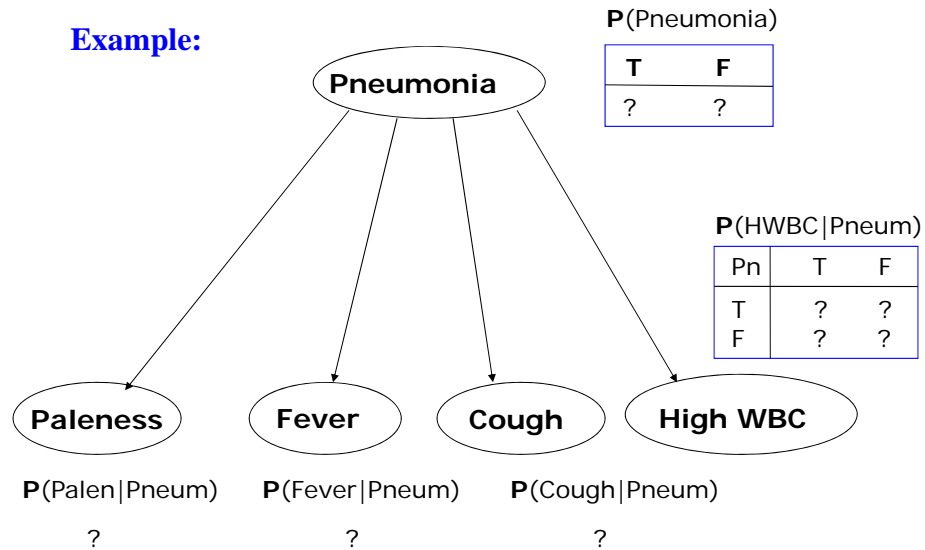 Example:
P(Pneumonia)
T F
? ?
Pneumonia
P(HWBC|Pneum)
Pn T F
T ? ?
F ? ?
Paleness Fever Cough High WBC
P(Palen|Pneum) P(Fever|Pneum) P(Cough|Pneum)
? ? ?